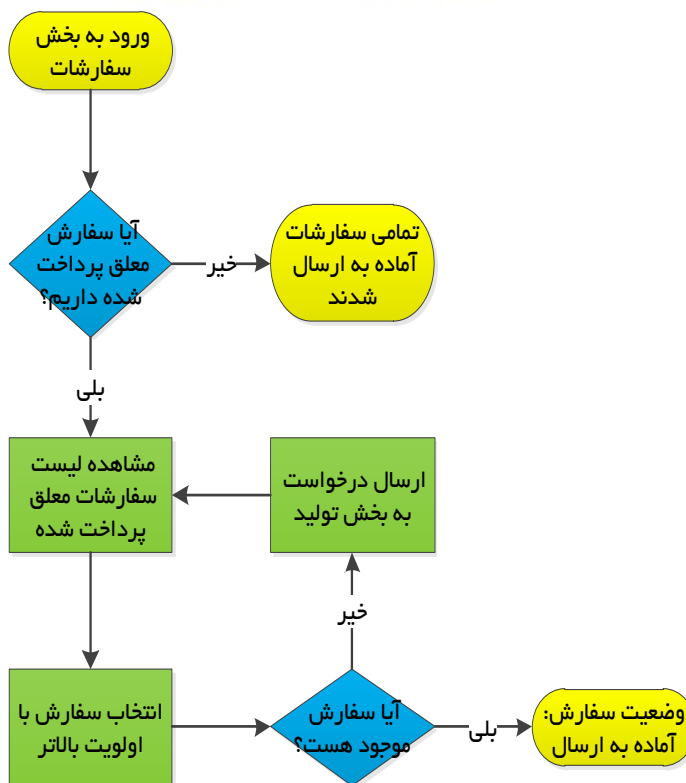 ورود به بخش
سفارشات
آیا سفارش
معلق پرداخت
شده داریم؟
خیر
تمامی سفارشات
آماده به ارسال
شدند
بلی
مشاهده لیست
سفارشات معلق
پرداخت شده
ارسال درخواست
به بخش تولید
خیر
انتخاب سفارش با
اولویت بالاتر
آیا سفارش
موجود هست؟
بلی
وضعیت سفارش:
آماده به ارسال